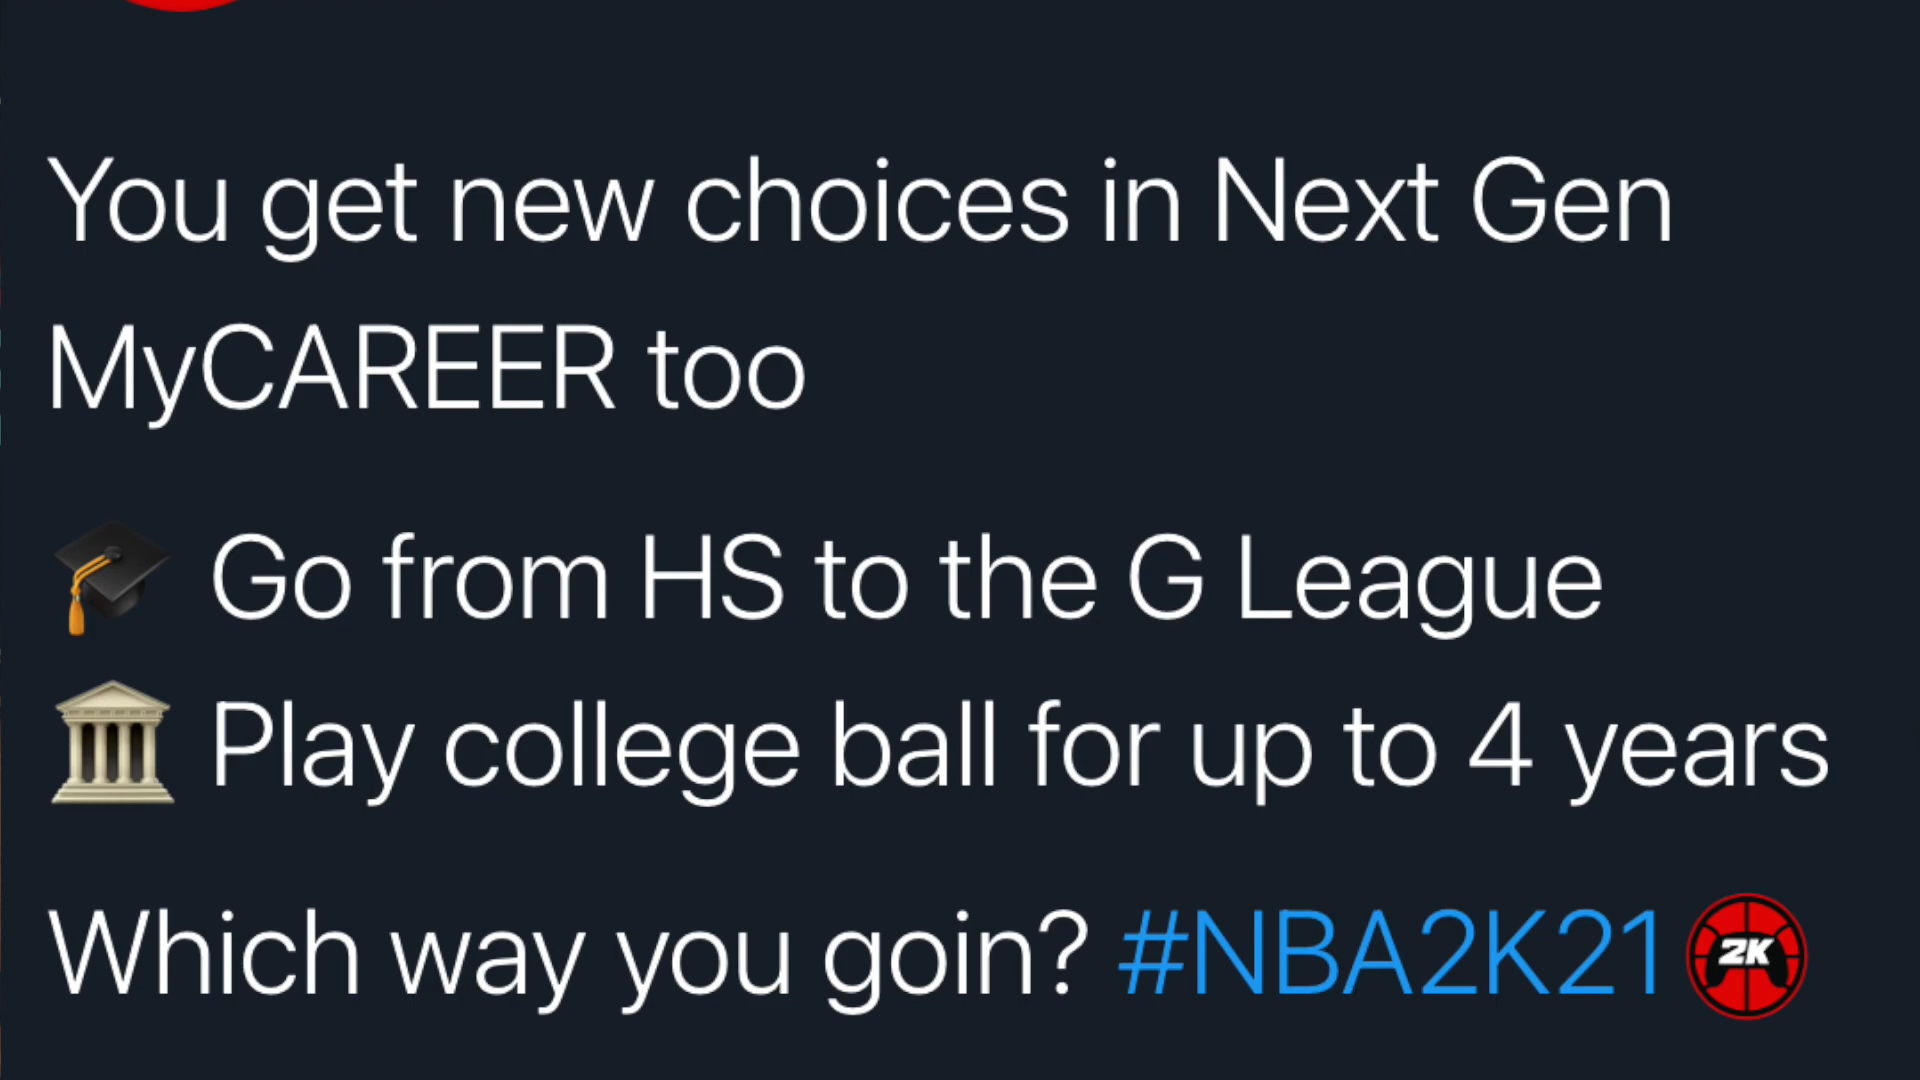 You get new choices in Next Gen
MyCAREER too
🎓 Go from HS to the G League
🏛 Play college ball for up to 4 years
Which way you goin? #NBA2K21 2K